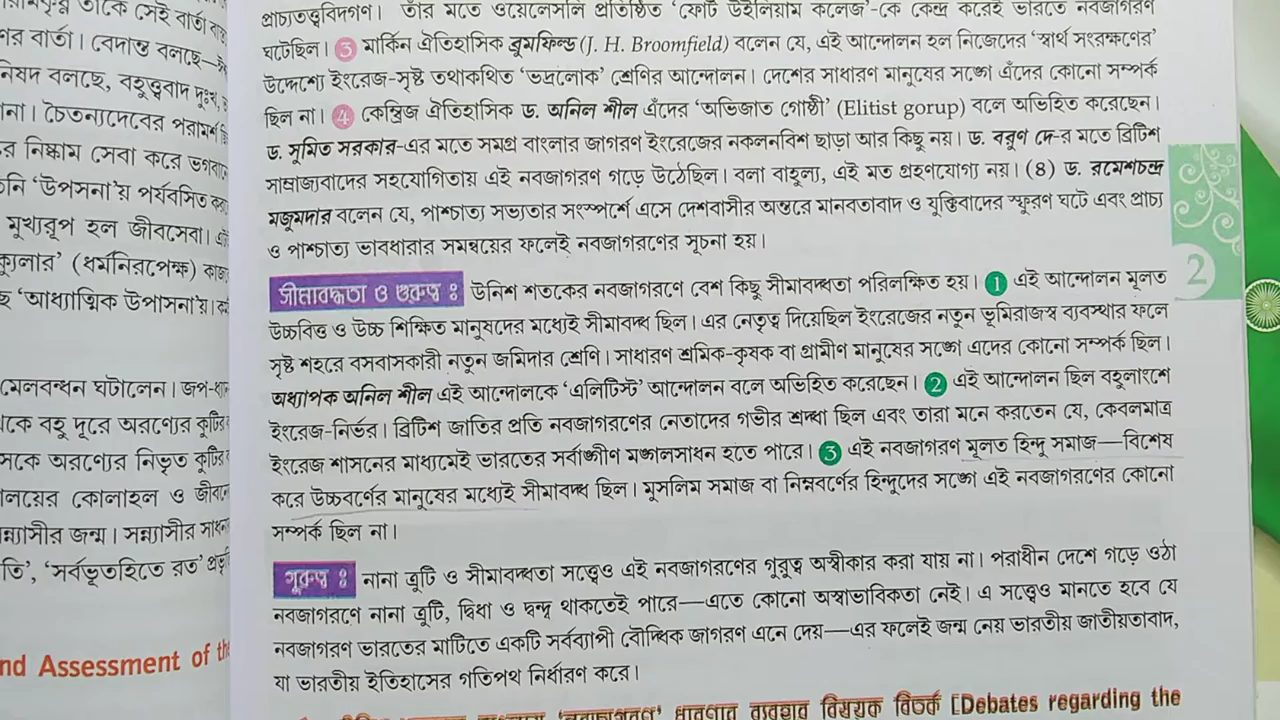 তাকে সেই বার্তা
র বার্তা। বেদান্ত বলছে—
নিষদ বলছে, বহুত্ববাদ দুঃখ,
না। চৈতন্যদেবের পরামর্শ
র নিষ্কাম সেবা করে ভগবানে
নি ‘উপসনা’য় পর্যবসিত
মুখ্যরূপ হল জীবসেবা।
ক্যুলার’ (ধর্মনিরপেক্ষ)
‘আধ্যাত্মিক উপাসনা’য়।
মেলবন্ধন ঘটালেন। জপ-ধ্যান
কে বহু দূরে অরণ্যের কুটির
সকে অরণ্যের নিভৃত কুটির
লয়ের কোলাহল ও জীবনে
ন্ন্যাসীর জন্ম। সন্ন্যাসীর সাধন
তি’, ‘সর্বভূতহিতে রত’ প্রভৃ
nd Assessment of the
প্রাচ্যতত্ত্ববিদগণ। তাঁর মতে ওয়েলেসলি প্রতিষ্ঠিত ‘ফোর্ট উইলিয়াম কলেজ’-কে কেন্দ্র করেই ভারতে নবজাগরণ
ঘটেছিল। 3 মার্কিন ঐতিহাসিক ব্রুমফিল্ড (J. H. Broomfield) বলেন যে, এই আন্দোলন হল নিজেদের ‘স্বার্থ সংরক্ষণের’
উদ্দেশ্যে ইংরেজ-সৃষ্ট তথাকথিত ‘ভদ্রলোক’ শ্রেণির আন্দোলন। দেশের সাধারণ মানুষের সঙ্গে এঁদের কোনো সম্পর্ক
ছিল না। 4 কেম্ব্রিজ ঐতিহাসিক ড. অনিল শীল এঁদের ‘অভিজাত গোষ্ঠী’ (Elitist gorup) বলে অভিহিত করেছেন।
ড. সুমিত সরকার-এর মতে সমগ্র বাংলার জাগরণ ইংরেজের নকলনবিশ ছাড়া আর কিছু নয়। ড. বরুণ দে-র মতে ব্রিটিশ
সাম্রাজ্যবাদের সহযোগিতায় এই নবজাগরণ গড়ে উঠেছিল। বলা বাহুল্য, এই মত গ্রহণযোগ্য নয়। (৪) ড. রমেশচন্দ্র
মজুমদার বলেন যে, পাশ্চাত্য সভ্যতার সংস্পর্শে এসে দেশবাসীর অন্তরে মানবতাবাদ ও যুক্তিবাদের স্ফুরণ ঘটে এবং প্রাচ্য
ও পাশ্চাত্য ভাবধারার সমন্বয়ের ফলেই নবজাগরণের সূচনা হয়।
2
সীমাবদ্ধতা ও গুরুত্ব : উনিশ শতকের নবজাগরণে বেশ কিছু সীমাবদ্ধতা পরিলক্ষিত হয়। 1 এই আন্দোলন মূলত
উচ্চবিত্ত ও উচ্চ শিক্ষিত মানুষদের মধ্যেই সীমাবদ্ধ ছিল। এর নেতৃত্ব দিয়েছিল ইংরেজের নতুন ভূমিরাজস্ব ব্যবস্থার ফলে
সৃষ্ট শহরে বসবাসকারী নতুন জমিদার শ্রেণি। সাধারণ শ্রমিক-কৃষক বা গ্রামীণ মানুষের সঙ্গে এদের কোনো সম্পর্ক ছিল।
অধ্যাপক অনিল শীল এই আন্দোলকে ‘এলিটিস্ট’ আন্দোলন বলে অভিহিত করেছেন। 2 এই আন্দোলন ছিল বহুলাংশে
ইংরেজ-নির্ভর। ব্রিটিশ জাতির প্রতি নবজাগরণের নেতাদের গভীর শ্রদ্ধা ছিল এবং তারা মনে করতেন যে, কেবলমাত্র
ইংরেজ শাসনের মাধ্যমেই ভারতের সর্বাঙ্গীণ মঙ্গলসাধন হতে পারে। 3 এই নবজাগরণ মূলত হিন্দু সমাজ—বিশেষ
করে উচ্চবর্ণের মানুষের মধ্যেই সীমাবদ্ধ ছিল। মুসলিম সমাজ বা নিম্নবর্ণের হিন্দুদের সঙ্গে এই নবজাগরণের কোনো
সম্পর্ক ছিল না।
গুরুত্ব : নানা ত্রুটি ও সীমাবদ্ধতা সত্ত্বেও এই নবজাগরণের গুরুত্ব অস্বীকার করা যায় না। পরাধীন দেশে গড়ে ওঠা
নবজাগরণে নানা ত্রুটি, দ্বিধা ও দ্বন্দ্ব থাকতেই পারে—এতে কোনো অস্বাভাবিকতা নেই। এ সত্ত্বেও মানতে হবে যে
নবজাগরণ ভারতের মাটিতে একটি সর্বব্যাপী বৌদ্ধিক জাগরণ এনে দেয়—এর ফলেই জন্ম নেয় ভারতীয় জাতীয়তাবাদ,
যা ভারতীয় ইতিহাসের গতিপথ নির্ধারণ করে।
‘নবজাগরণ’ ধারণার ব্যবহার বিষয়ক বিতর্ক [Debates regarding the